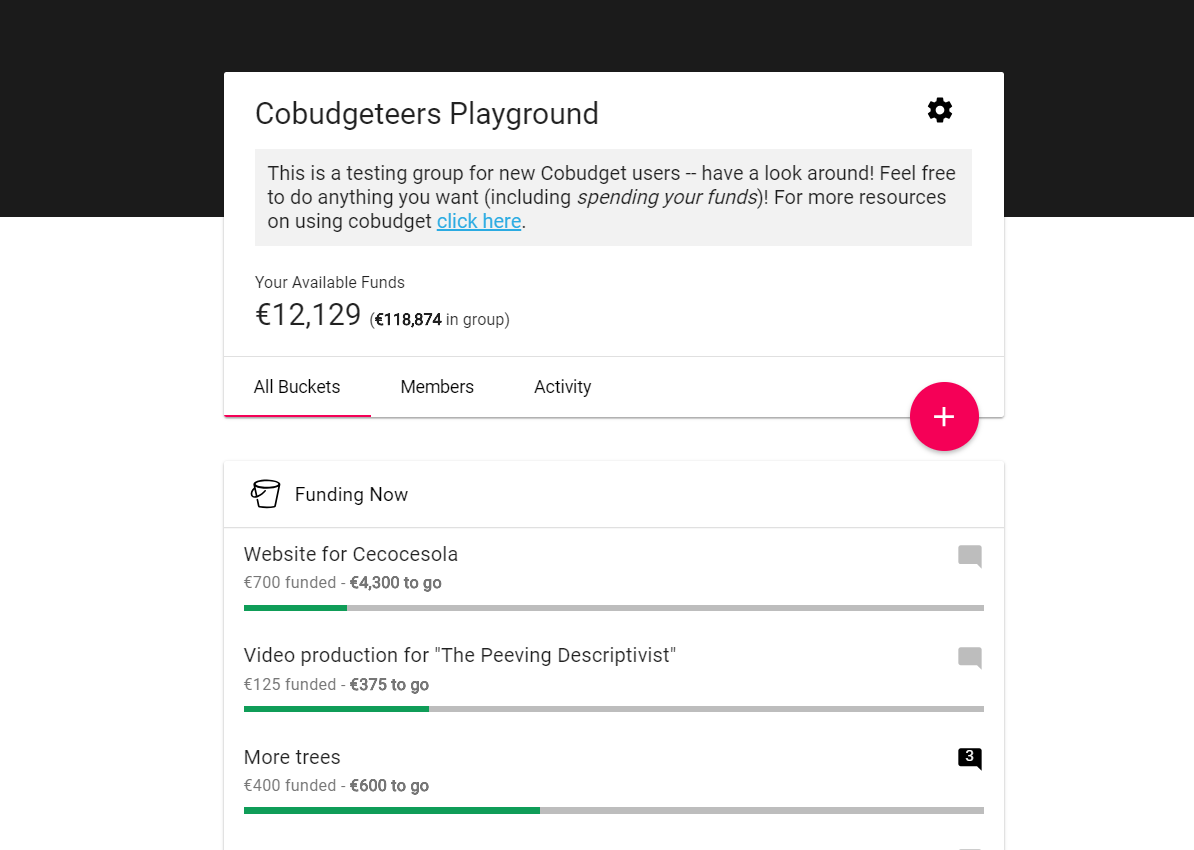 Cobudgeteers Playground
This is a testing group for new Cobudget users -- have a look around! Feel free
to do anything you want (including spending your funds)! For more resources
on using cobudget click here.
Your Available Funds
€12,129 (€118,874 in group)
All Buckets Members Activity
+
Funding Now
Website for Cecocesola
€700 funded - €4,300 to go
Video production for "The Peeving Descriptivist"
€125 funded - €375 to go
More trees
3
€400 funded - €600 to go